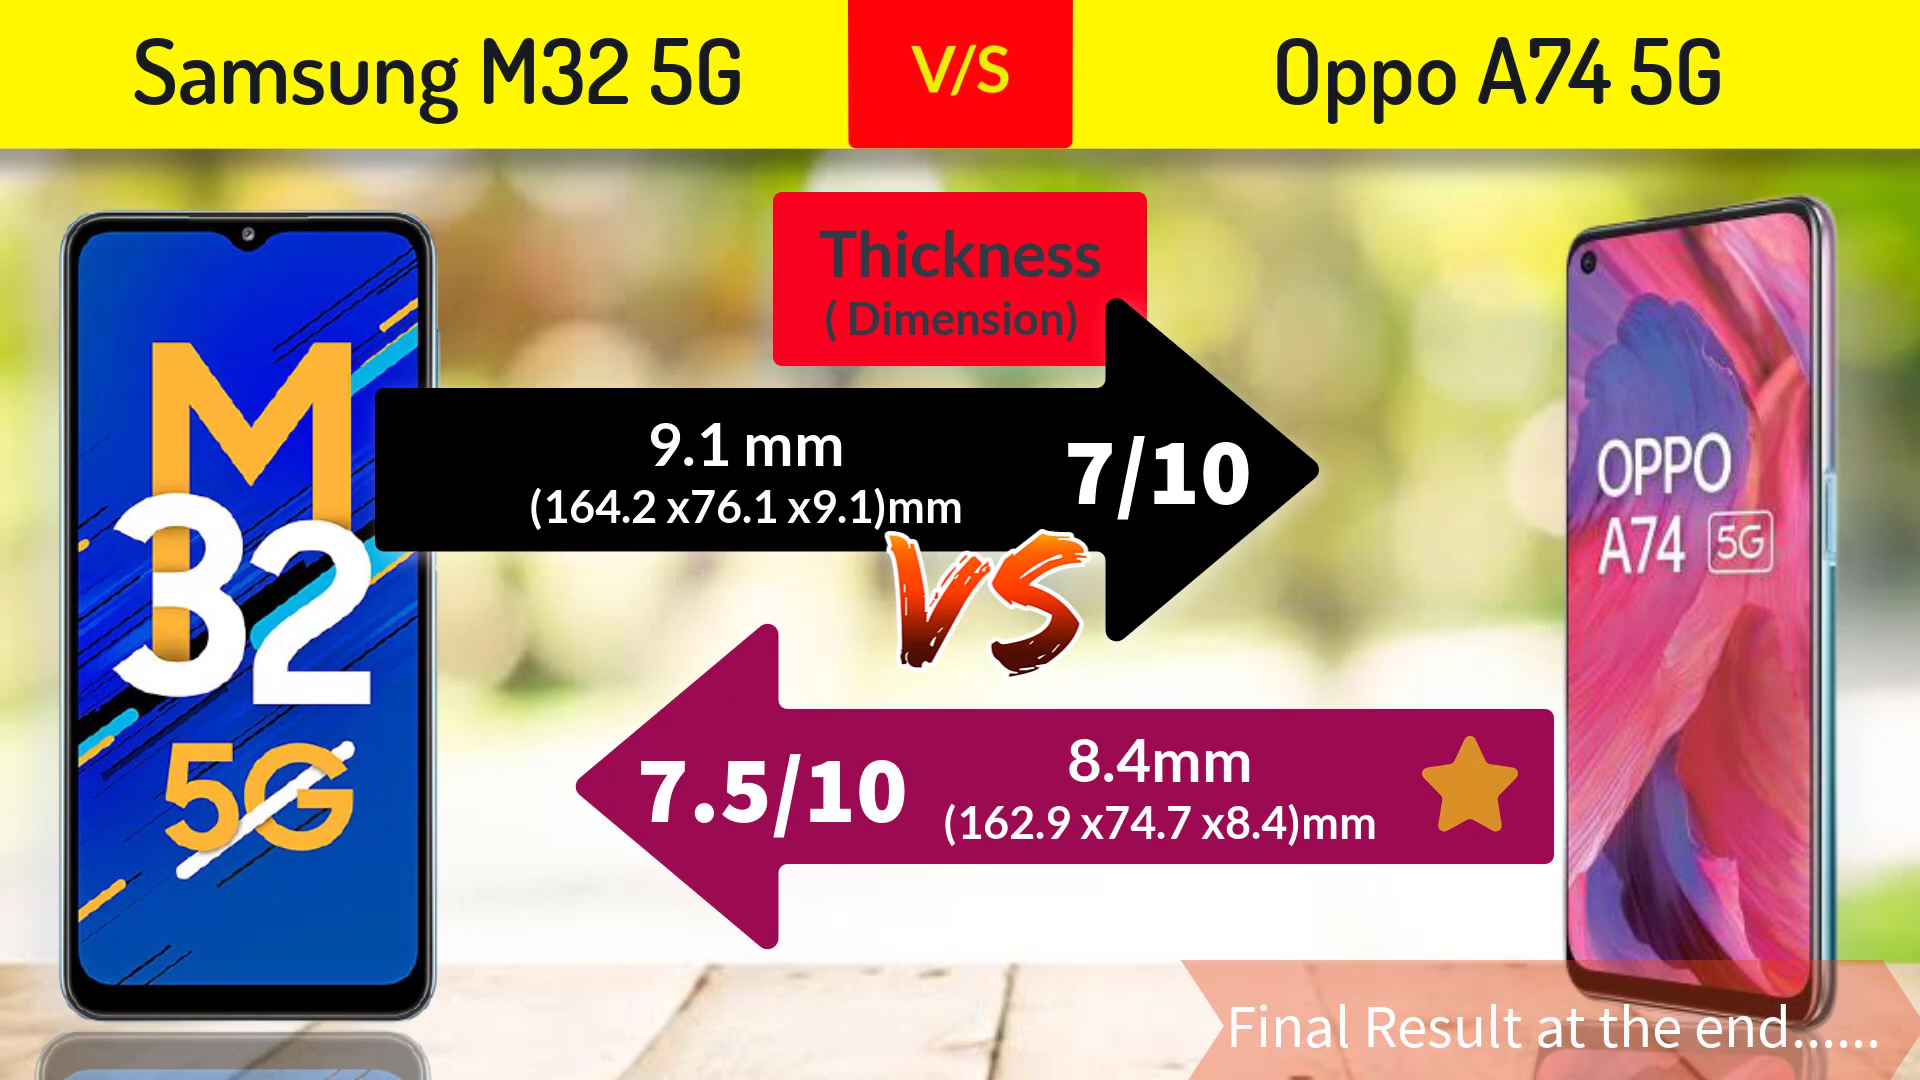 Samsung M32 5G
V/S
Oppo A74 5G
Thickness
( Dimension)
9.1 mm
(164.2 x76.1 x9.1)mm
7/10
VS
7.5/10
8.4mm
(162.9 x74.7 x8.4)mm
M
32
5G
OPPO
A74 5G
Final Result at the end......